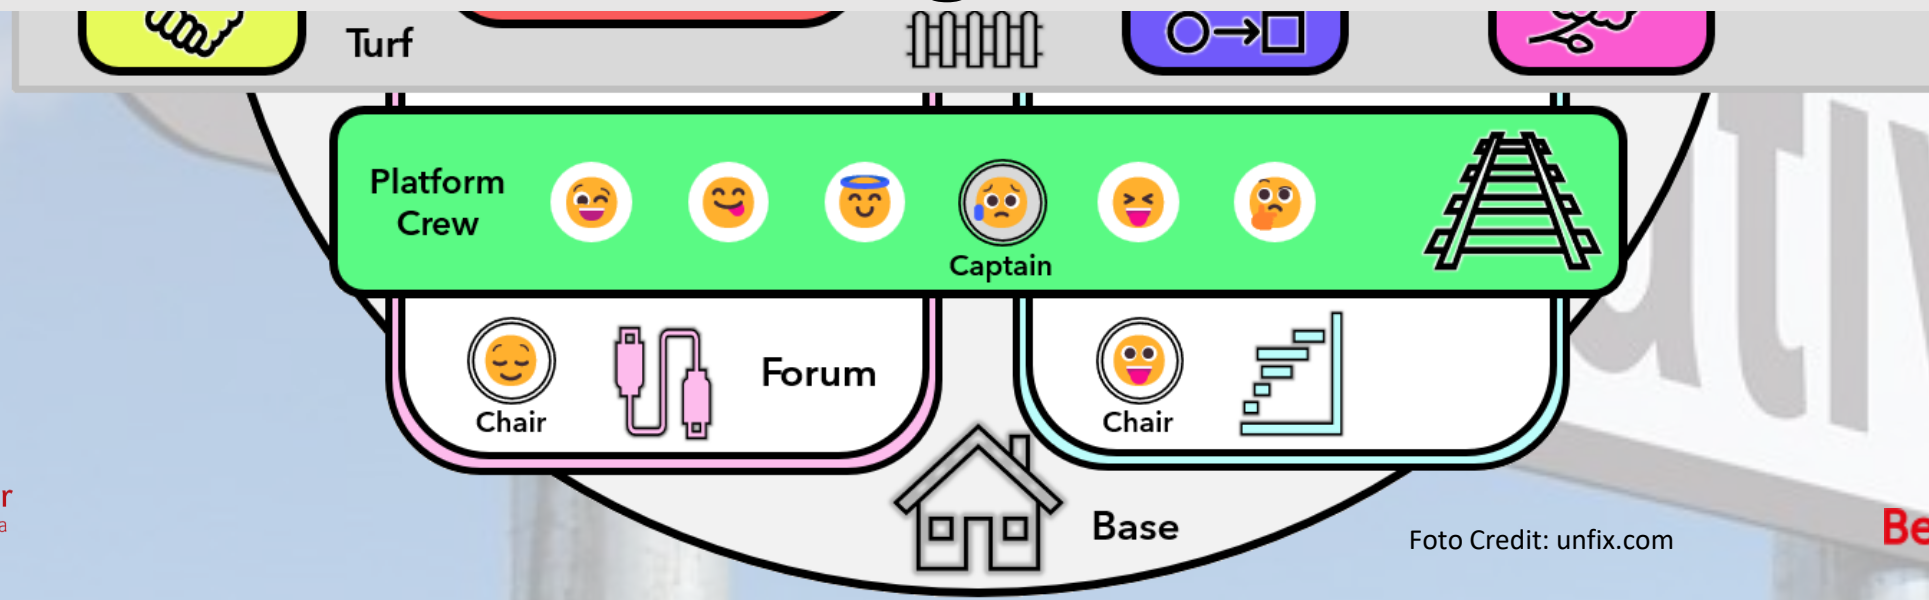 Turf
Platform
Crew
Captain
Chair
Forum
Chair
Base
Foto Credit: unfix.com